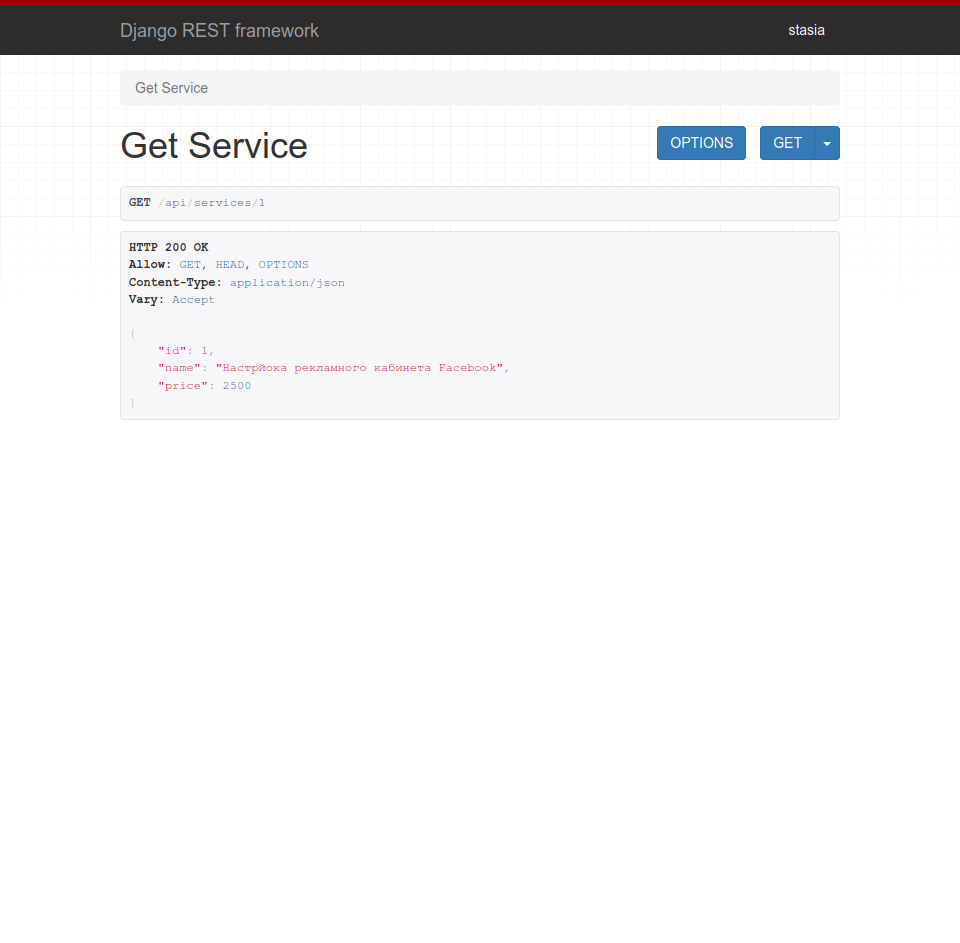 Django REST framework
stasia
Get Service
Get Service
OPTIONS
GET
GET /api/services/1
HTTP 200 OK
Allow: GET, HEAD, OPTIONS
Content-Type: application/json
Vary: Accept
{
    "id": 1,
    "name": "Настрйока рекламного кабинета Facebook",
    "price": 2500
}